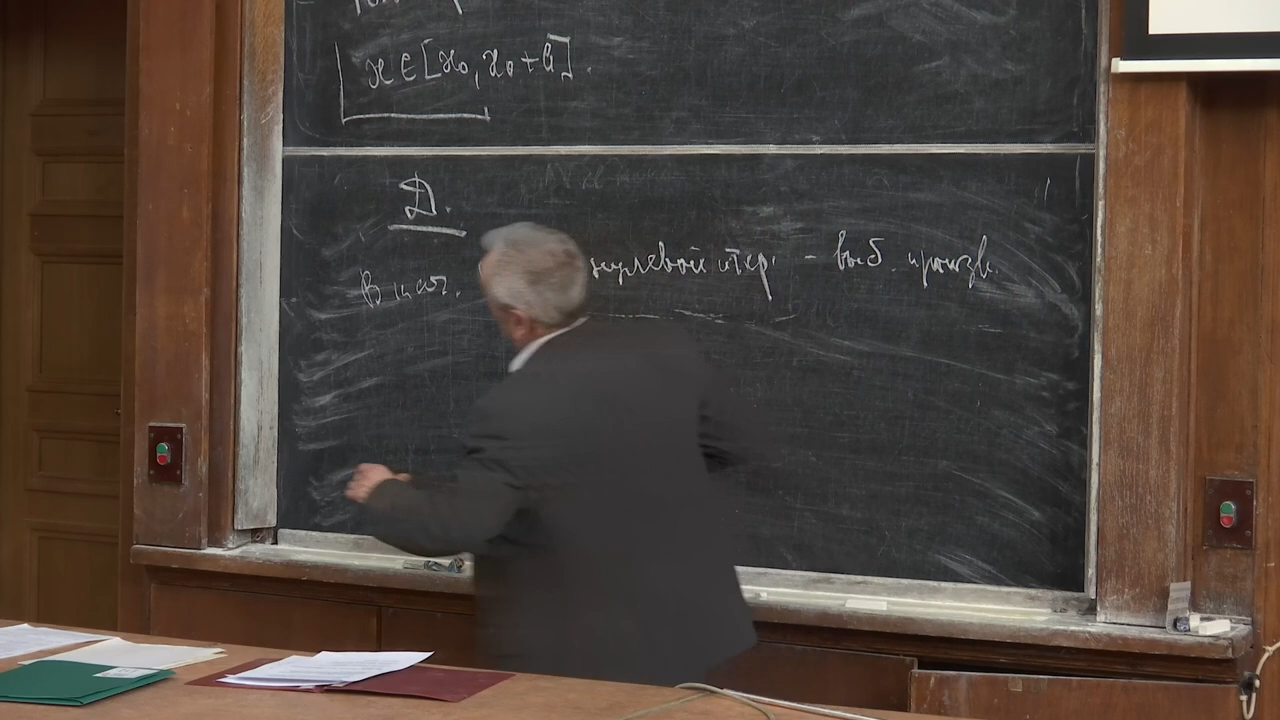 x ∈ [x₀, x₀ + h].
Д.
В кач. нулевой итер. – выб. произв.